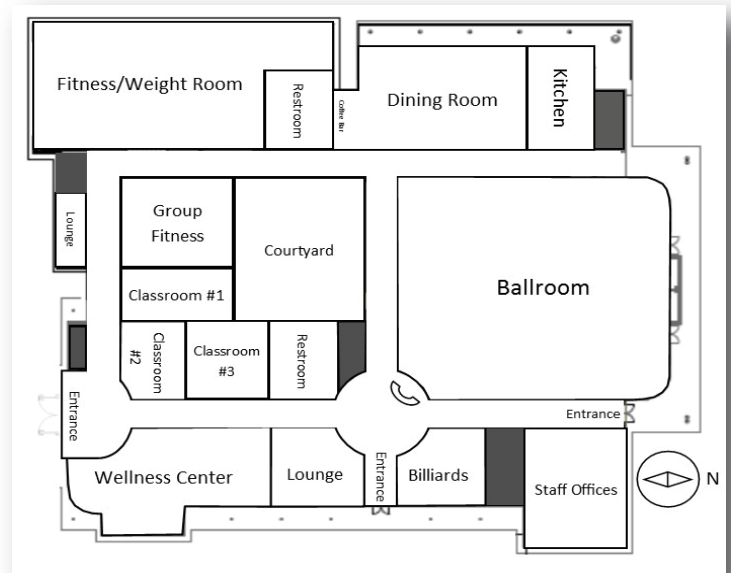 Fitness/Weight Room
Restroom
Coffee Bar
Dining Room
Kitchen
Lounge
Group
Fitness
Courtyard
Ballroom
Classroom #1
Classroom
#2
Classroom
#3
Restroom
Entrance
Entrance
Wellness Center
Lounge
Entrance
Billiards
Staff Offices
N